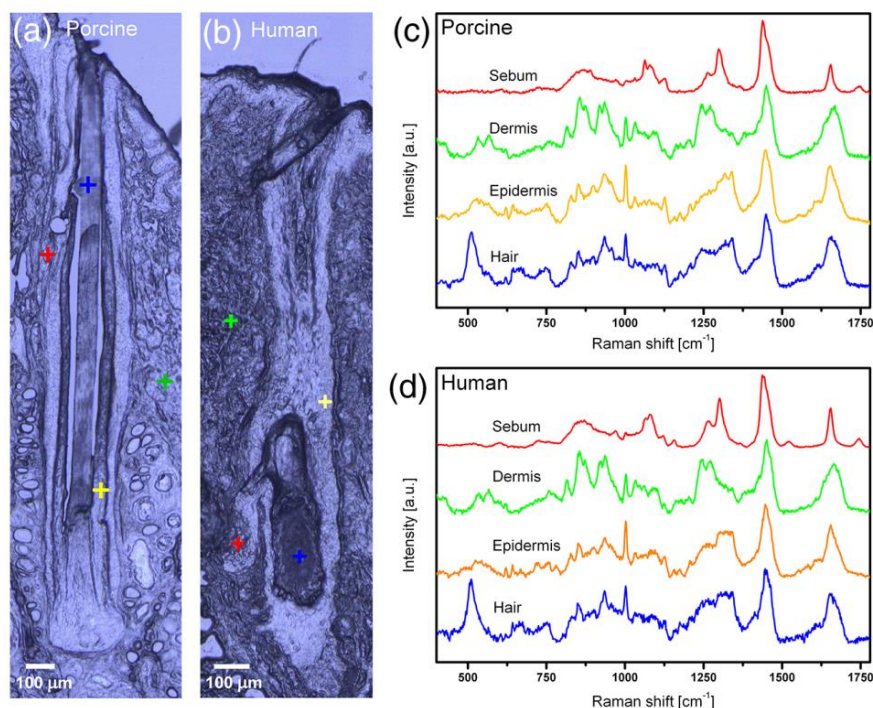 (a) Porcine
(b) Human
100 µm
100 µm
(c) Porcine
Sebum
Dermis
Epidermis
Hair
Intensity [a.u.]
500 750 1000 1250 1500 1750
Raman shift [cm⁻¹]
(d) Human
Sebum
Dermis
Epidermis
Hair
Intensity [a.u.]
500 750 1000 1250 1500 1750
Raman shift [cm⁻¹]